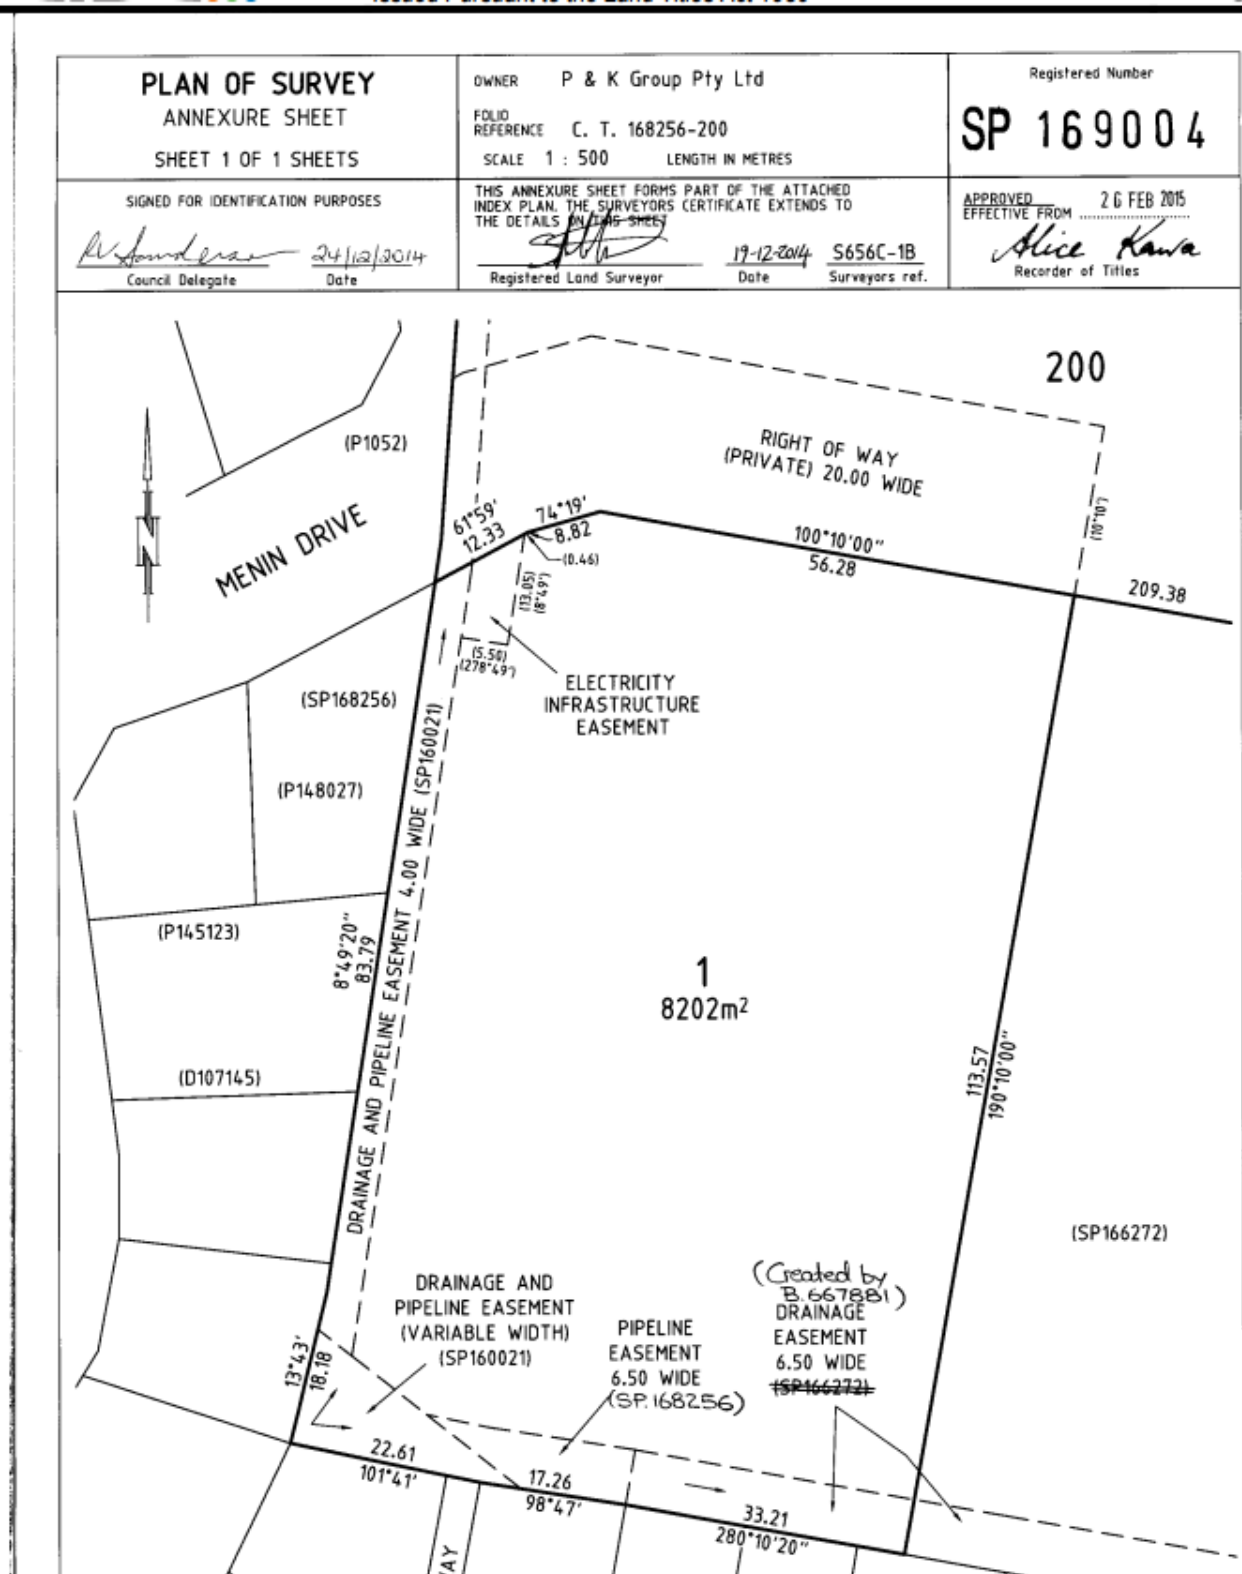 Issued Pursuant to the Land Titles Act 1980
PLAN OF SURVEY
ANNEXURE SHEET
SHEET 1 OF 1 SHEETS
OWNER P & K Group Pty Ltd
FOLIO
REFERENCE C. T. 168256-200
SCALE 1 : 500 LENGTH IN METRES
Registered Number
SP 169004
SIGNED FOR IDENTIFICATION PURPOSES
24/12/2014
Council Delegate Date
THIS ANNEXURE SHEET FORMS PART OF THE ATTACHED
INDEX PLAN. THE SURVEYORS CERTIFICATE EXTENDS TO
THE DETAILS ON THIS SHEET
19-12-2014 S656C-1B
Registered Land Surveyor Date Surveyors ref.
APPROVED
EFFECTIVE FROM 26 FEB 2015
Alice Kawa
Recorder of Titles
200
(P1052)
RIGHT OF WAY
(PRIVATE) 20.00 WIDE
(10°10')
MENIN DRIVE
61°59'
12.33
74°19'
8.82
(0.46)
100°10'00"
56.28
209.38
(13.05)
(8°49')
(5.50)
(278°49')
ELECTRICITY
INFRASTRUCTURE
EASEMENT
(SP168256)
(P148027)
DRAINAGE AND PIPELINE EASEMENT 4.00 WIDE (SP160021)
(P145123)
8°49'20"
83.79
1
8202m²
(D107145)
113.57
190°10'00"
(SP166272)
DRAINAGE AND
PIPELINE EASEMENT
(VARIABLE WIDTH)
(SP160021)
PIPELINE
EASEMENT
6.50 WIDE
(SP.168256)
(Created by
B.667881)
DRAINAGE
EASEMENT
6.50 WIDE
(SP166272)
13°43'
18.18
22.61
101°41'
17.26
98°47'
33.21
280°10'20"
WAY